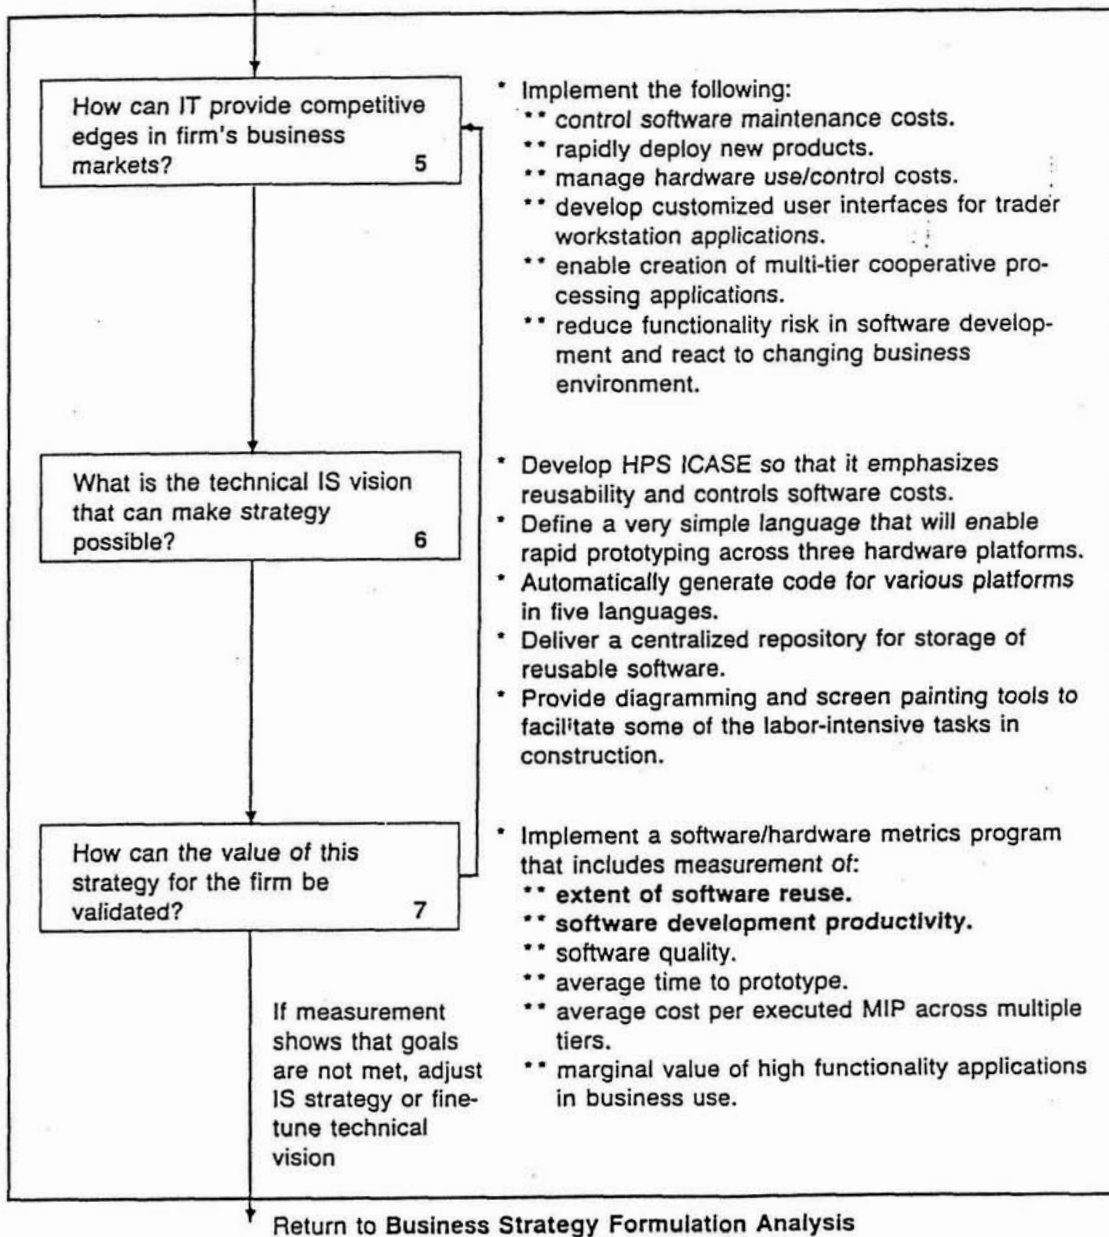 How can IT provide competitive
edges in firm's business
markets? 5
* Implement the following:
** control software maintenance costs.
** rapidly deploy new products.
** manage hardware use/control costs.
** develop customized user interfaces for trader
workstation applications.
** enable creation of multi-tier cooperative pro-
cessing applications.
** reduce functionality risk in software develop-
ment and react to changing business
environment.
What is the technical IS vision
that can make strategy
possible? 6
* Develop HPS ICASE so that it emphasizes
reusability and controls software costs.
* Define a very simple language that will enable
rapid prototyping across three hardware platforms.
* Automatically generate code for various platforms
in five languages.
* Deliver a centralized repository for storage of
reusable software.
* Provide diagramming and screen painting tools to
facilitate some of the labor-intensive tasks in
construction.
How can the value of this
strategy for the firm be
validated? 7
* Implement a software/hardware metrics program
that includes measurement of:
** extent of software reuse.
** software development productivity.
** software quality.
** average time to prototype.
** average cost per executed MIP across multiple
tiers.
** marginal value of high functionality applications
in business use.
If measurement
shows that goals
are not met, adjust
IS strategy or fine-
tune technical
vision
Return to Business Strategy Formulation Analysis